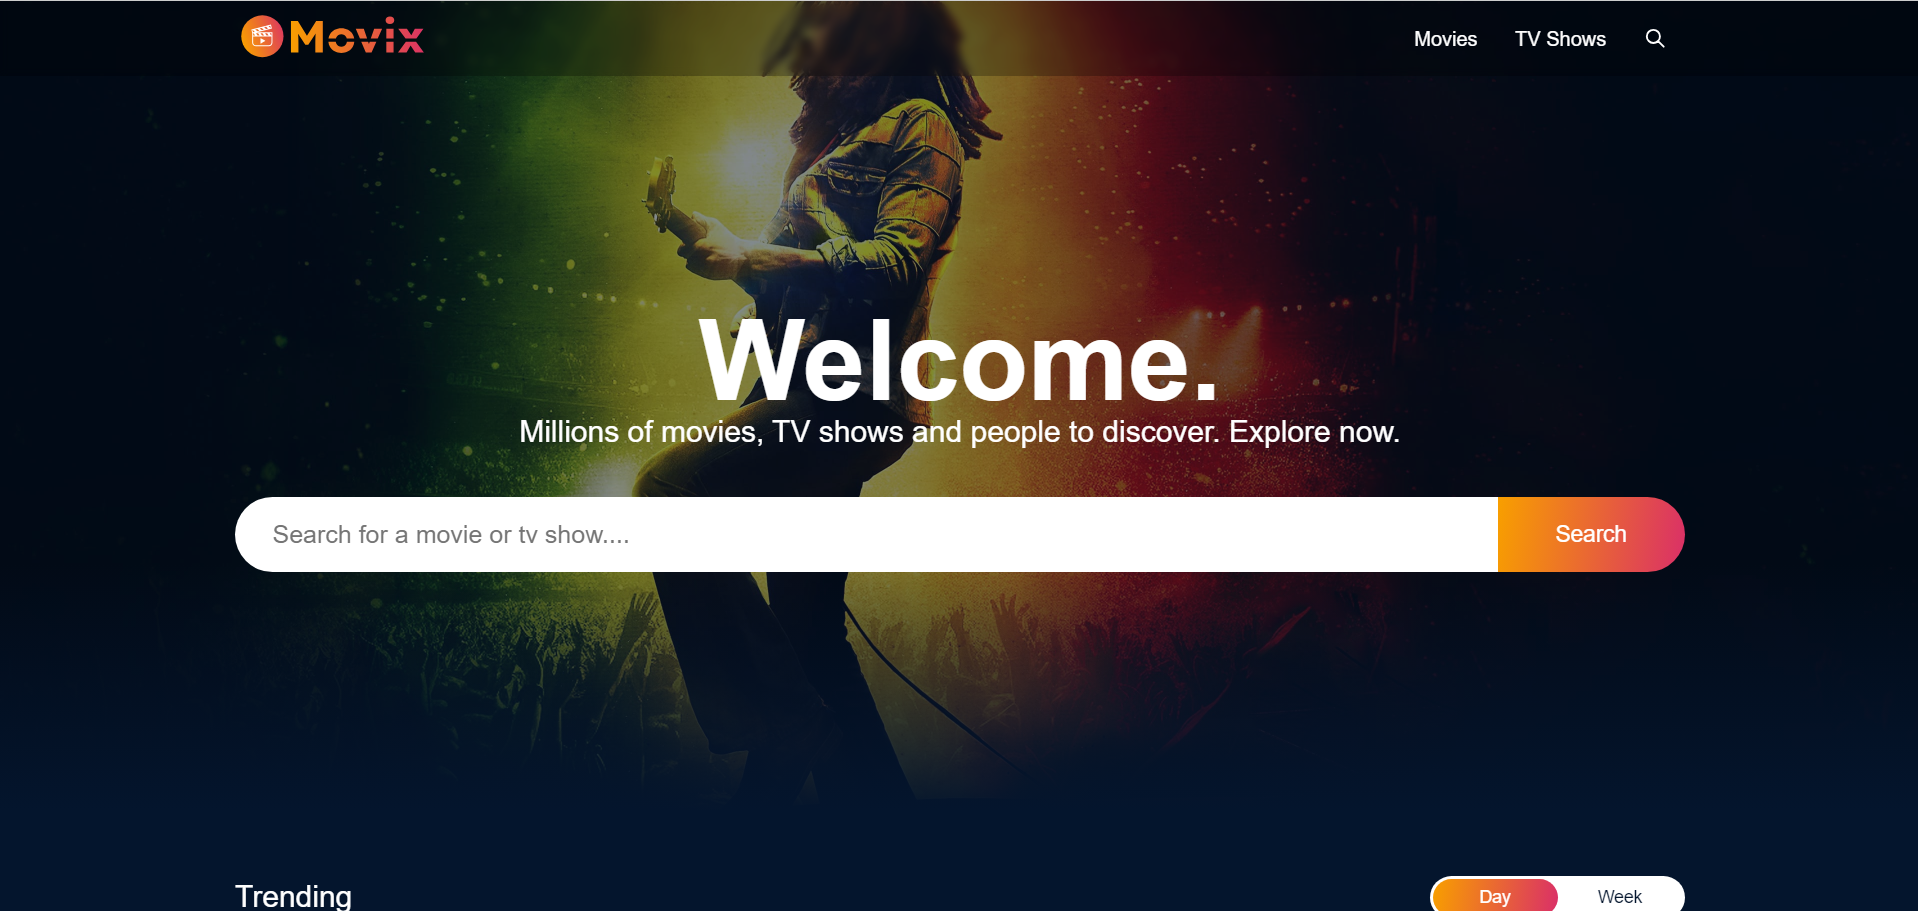 Movix
Movies
TV Shows
Welcome.
Millions of movies, TV shows and people to discover. Explore now.
Search for a movie or tv show....
Search
Trending
Day
Week